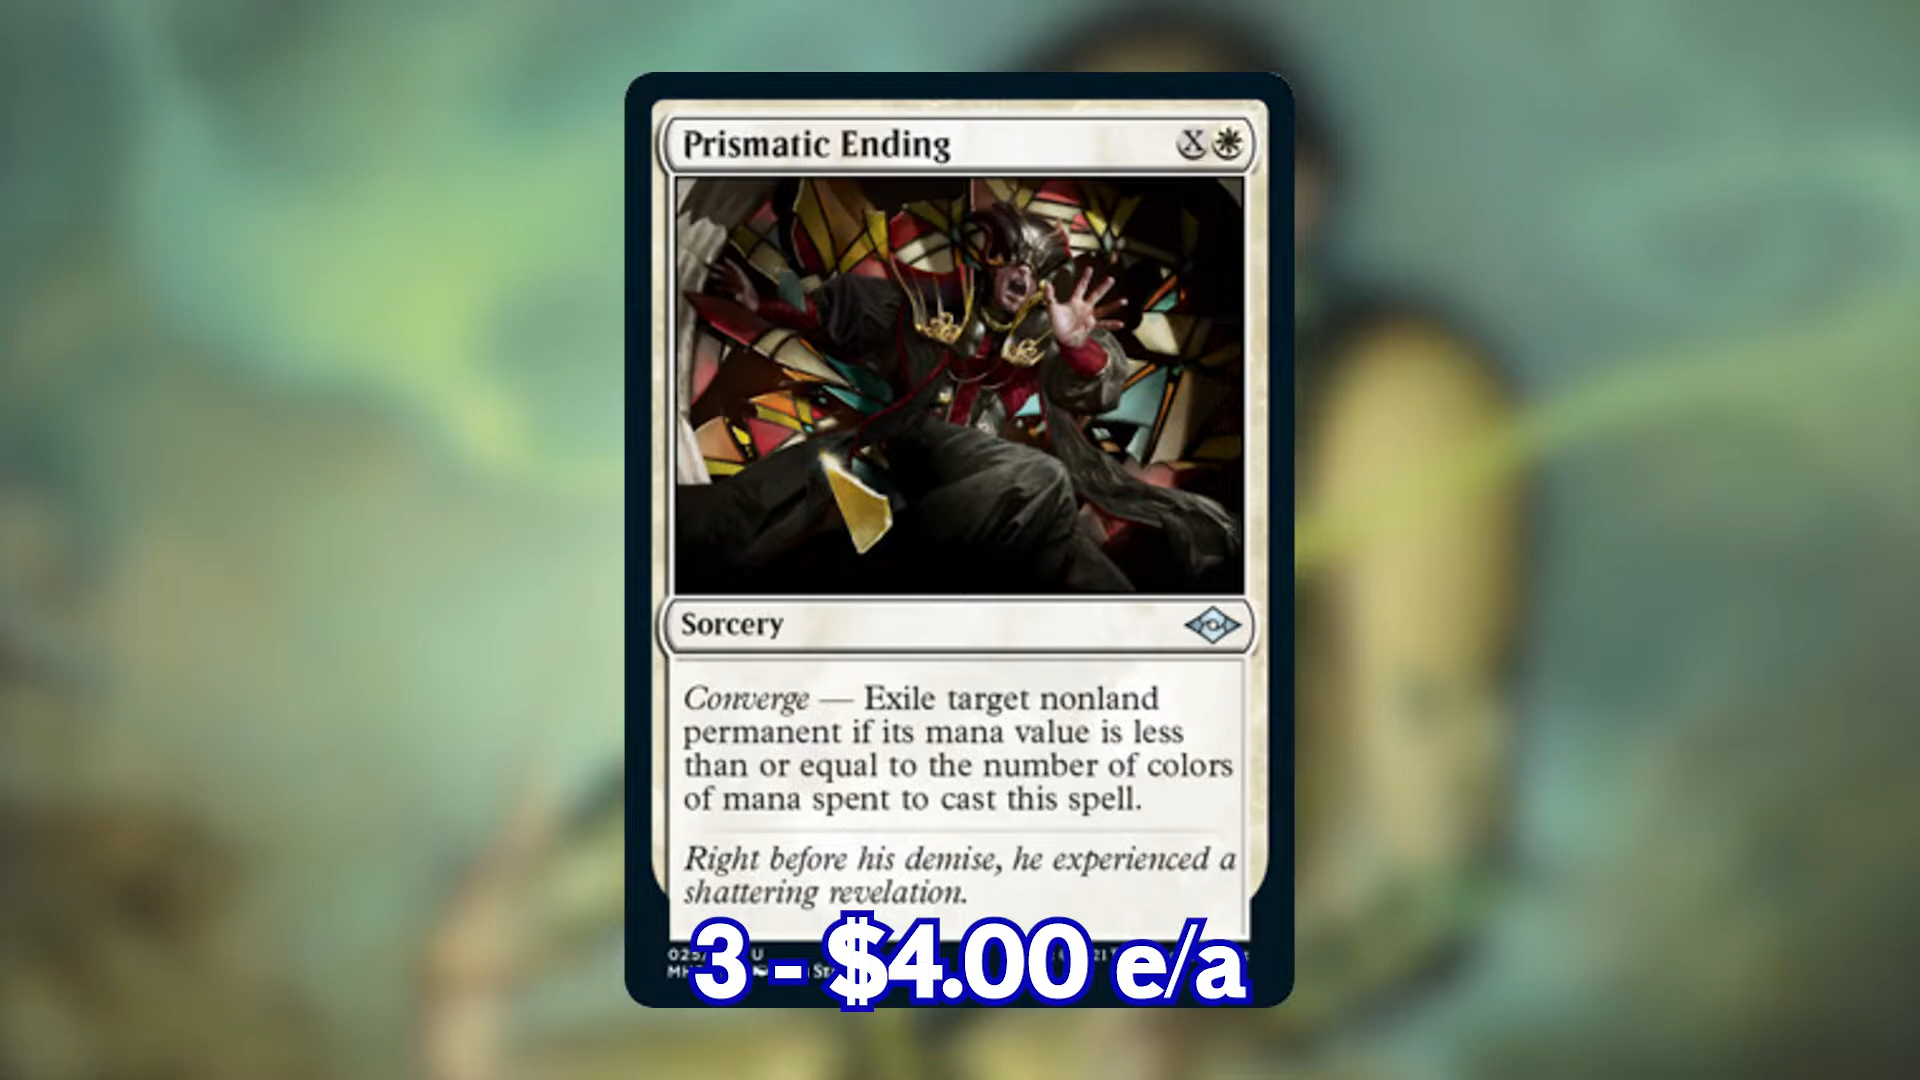 Prismatic Ending
X
Sorcery
Converge — Exile target nonland
permanent if its mana value is less
than or equal to the number of colors
of mana spent to cast this spell.
Right before his demise, he experienced a
shattering revelation.
3 - $4.00 e/a
U